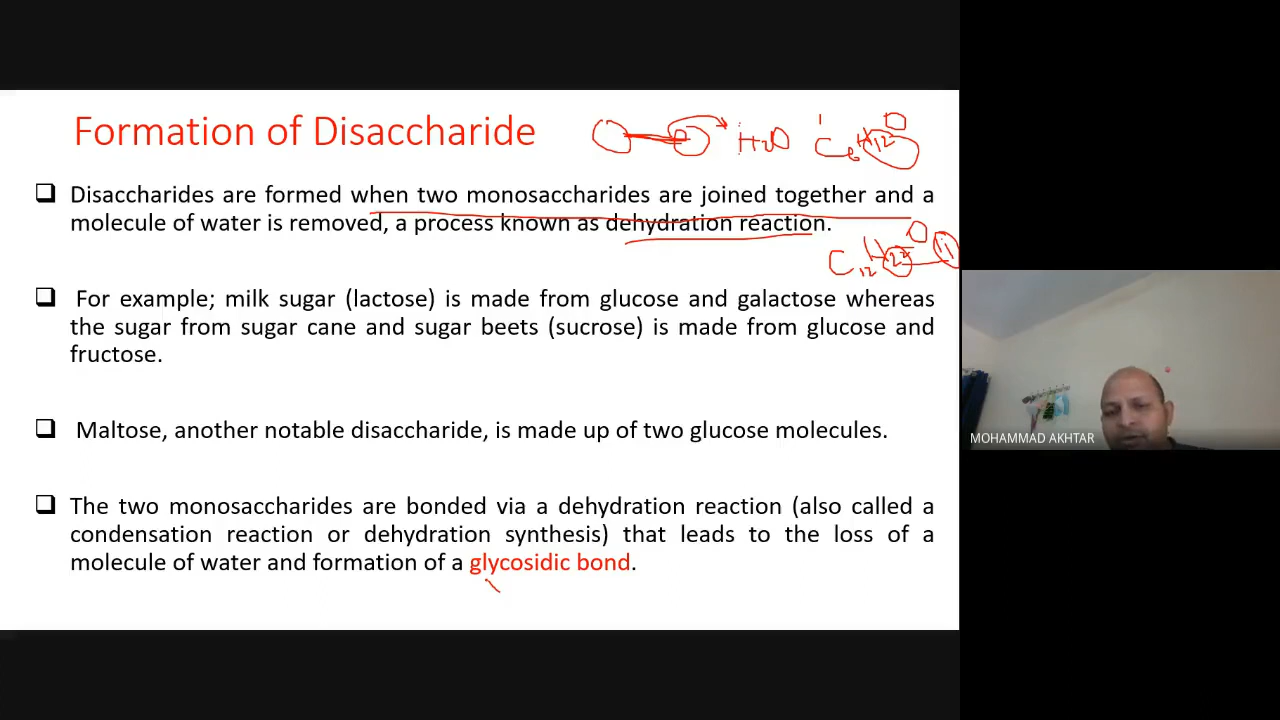 Formation of Disaccharide
H₂O
❑ Disaccharides are formed when two monosaccharides are joined together and a
molecule of water is removed, a process known as dehydration reaction.
C₁₂H₂₂O₁₁
❑ For example; milk sugar (lactose) is made from glucose and galactose whereas
the sugar from sugar cane and sugar beets (sucrose) is made from glucose and
fructose.
MOHAMMAD AKHTAR
❑ Maltose, another notable disaccharide, is made up of two glucose molecules.
❑ The two monosaccharides are bonded via a dehydration reaction (also called a
condensation reaction or dehydration synthesis) that leads to the loss of a
molecule of water and formation of a glycosidic bond.